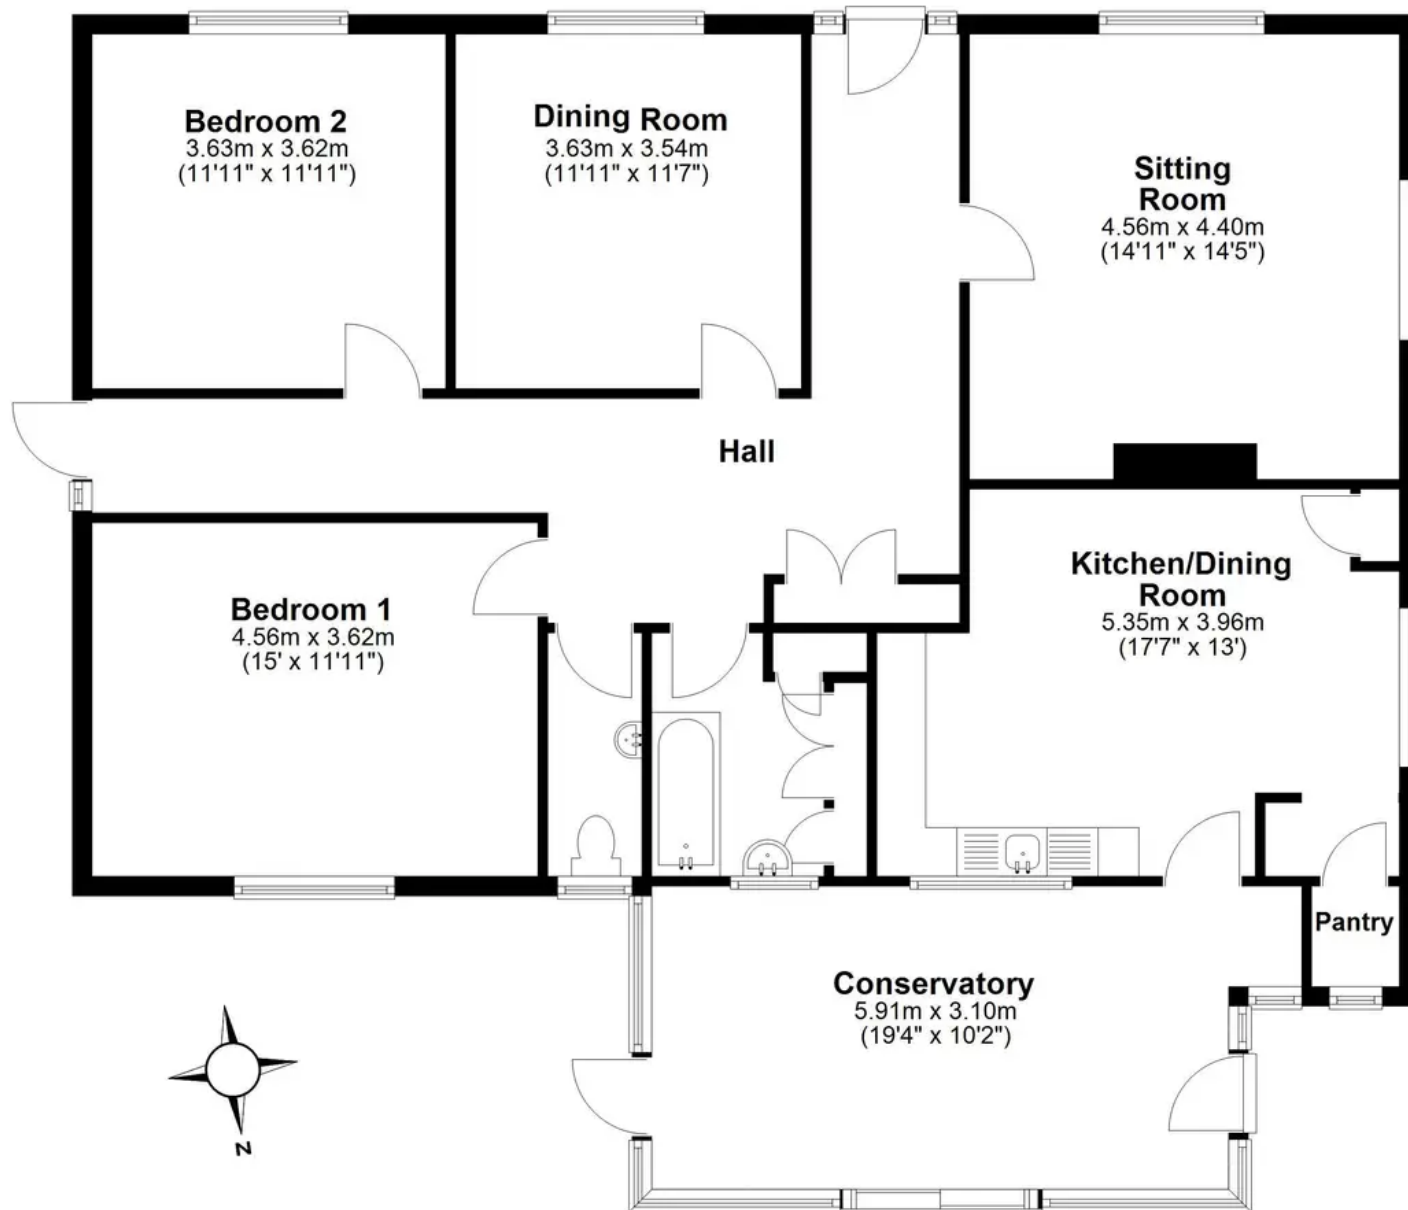 Bedroom 2
3.63m x 3.62m
(11'11" x 11'11")
Dining Room
3.63m x 3.54m
(11'11" x 11'7")
Sitting
Room
4.56m x 4.40m
(14'11" x 14'5")
Hall
Bedroom 1
4.56m x 3.62m
(15' x 11'11")
Kitchen/Dining
Room
5.35m x 3.96m
(17'7" x 13')
Pantry
Conservatory
5.91m x 3.10m
(19'4" x 10'2")
N